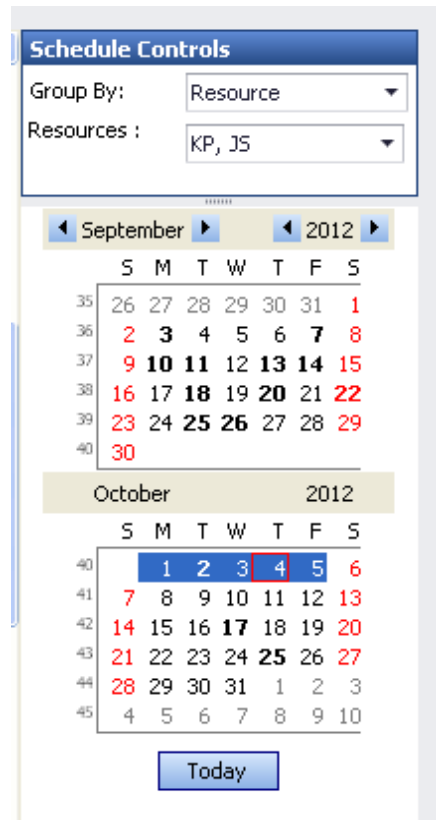 Schedule Controls
Group By: Resource
Resources : KP, JS
September 2012
S M T W T F S
35 26 27 28 29 30 31 1
36 2 3 4 5 6 7 8
37 9 10 11 12 13 14 15
38 16 17 18 19 20 21 22
39 23 24 25 26 27 28 29
40 30
October 2012
S M T W T F S
40 1 2 3 4 5 6
41 7 8 9 10 11 12 13
42 14 15 16 17 18 19 20
43 21 22 23 24 25 26 27
44 28 29 30 31 1 2 3
45 4 5 6 7 8 9 10
Today